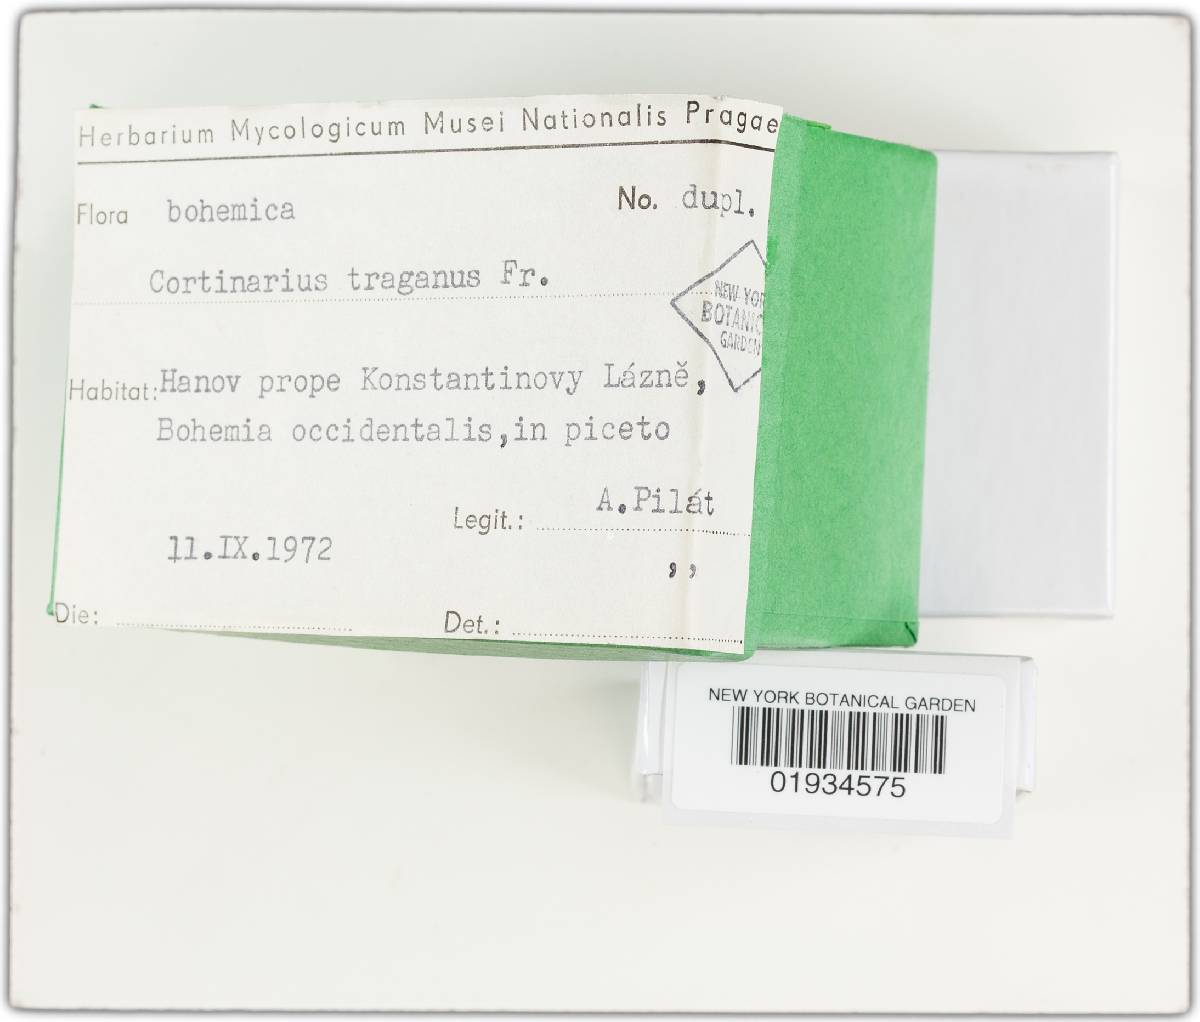 Herbarium Mycologicum Musei Nationalis Pragae
Flora bohemica No. dupl.
Cortinarius traganus Fr.
NEW YOR
BOTANIC
GARDEN
Habitat: Hanov prope Konstantinovy Lázně,
Bohemia occidentalis, in piceto
Legit.: A.Pilát
11.IX.1972 ,,
Die: Det.:
NEW YORK BOTANICAL GARDEN
01934575